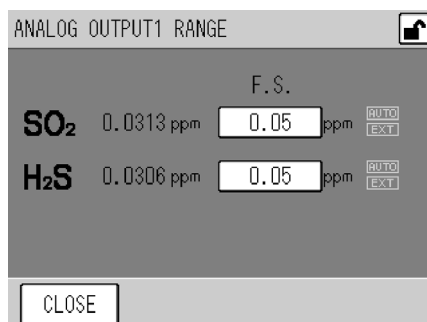 ANALOG OUTPUT1 RANGE
F.S.
SO₂ 0.0313 ppm 0.05 ppm AUTO EXT
H₂S 0.0306 ppm 0.05 ppm AUTO EXT
CLOSE